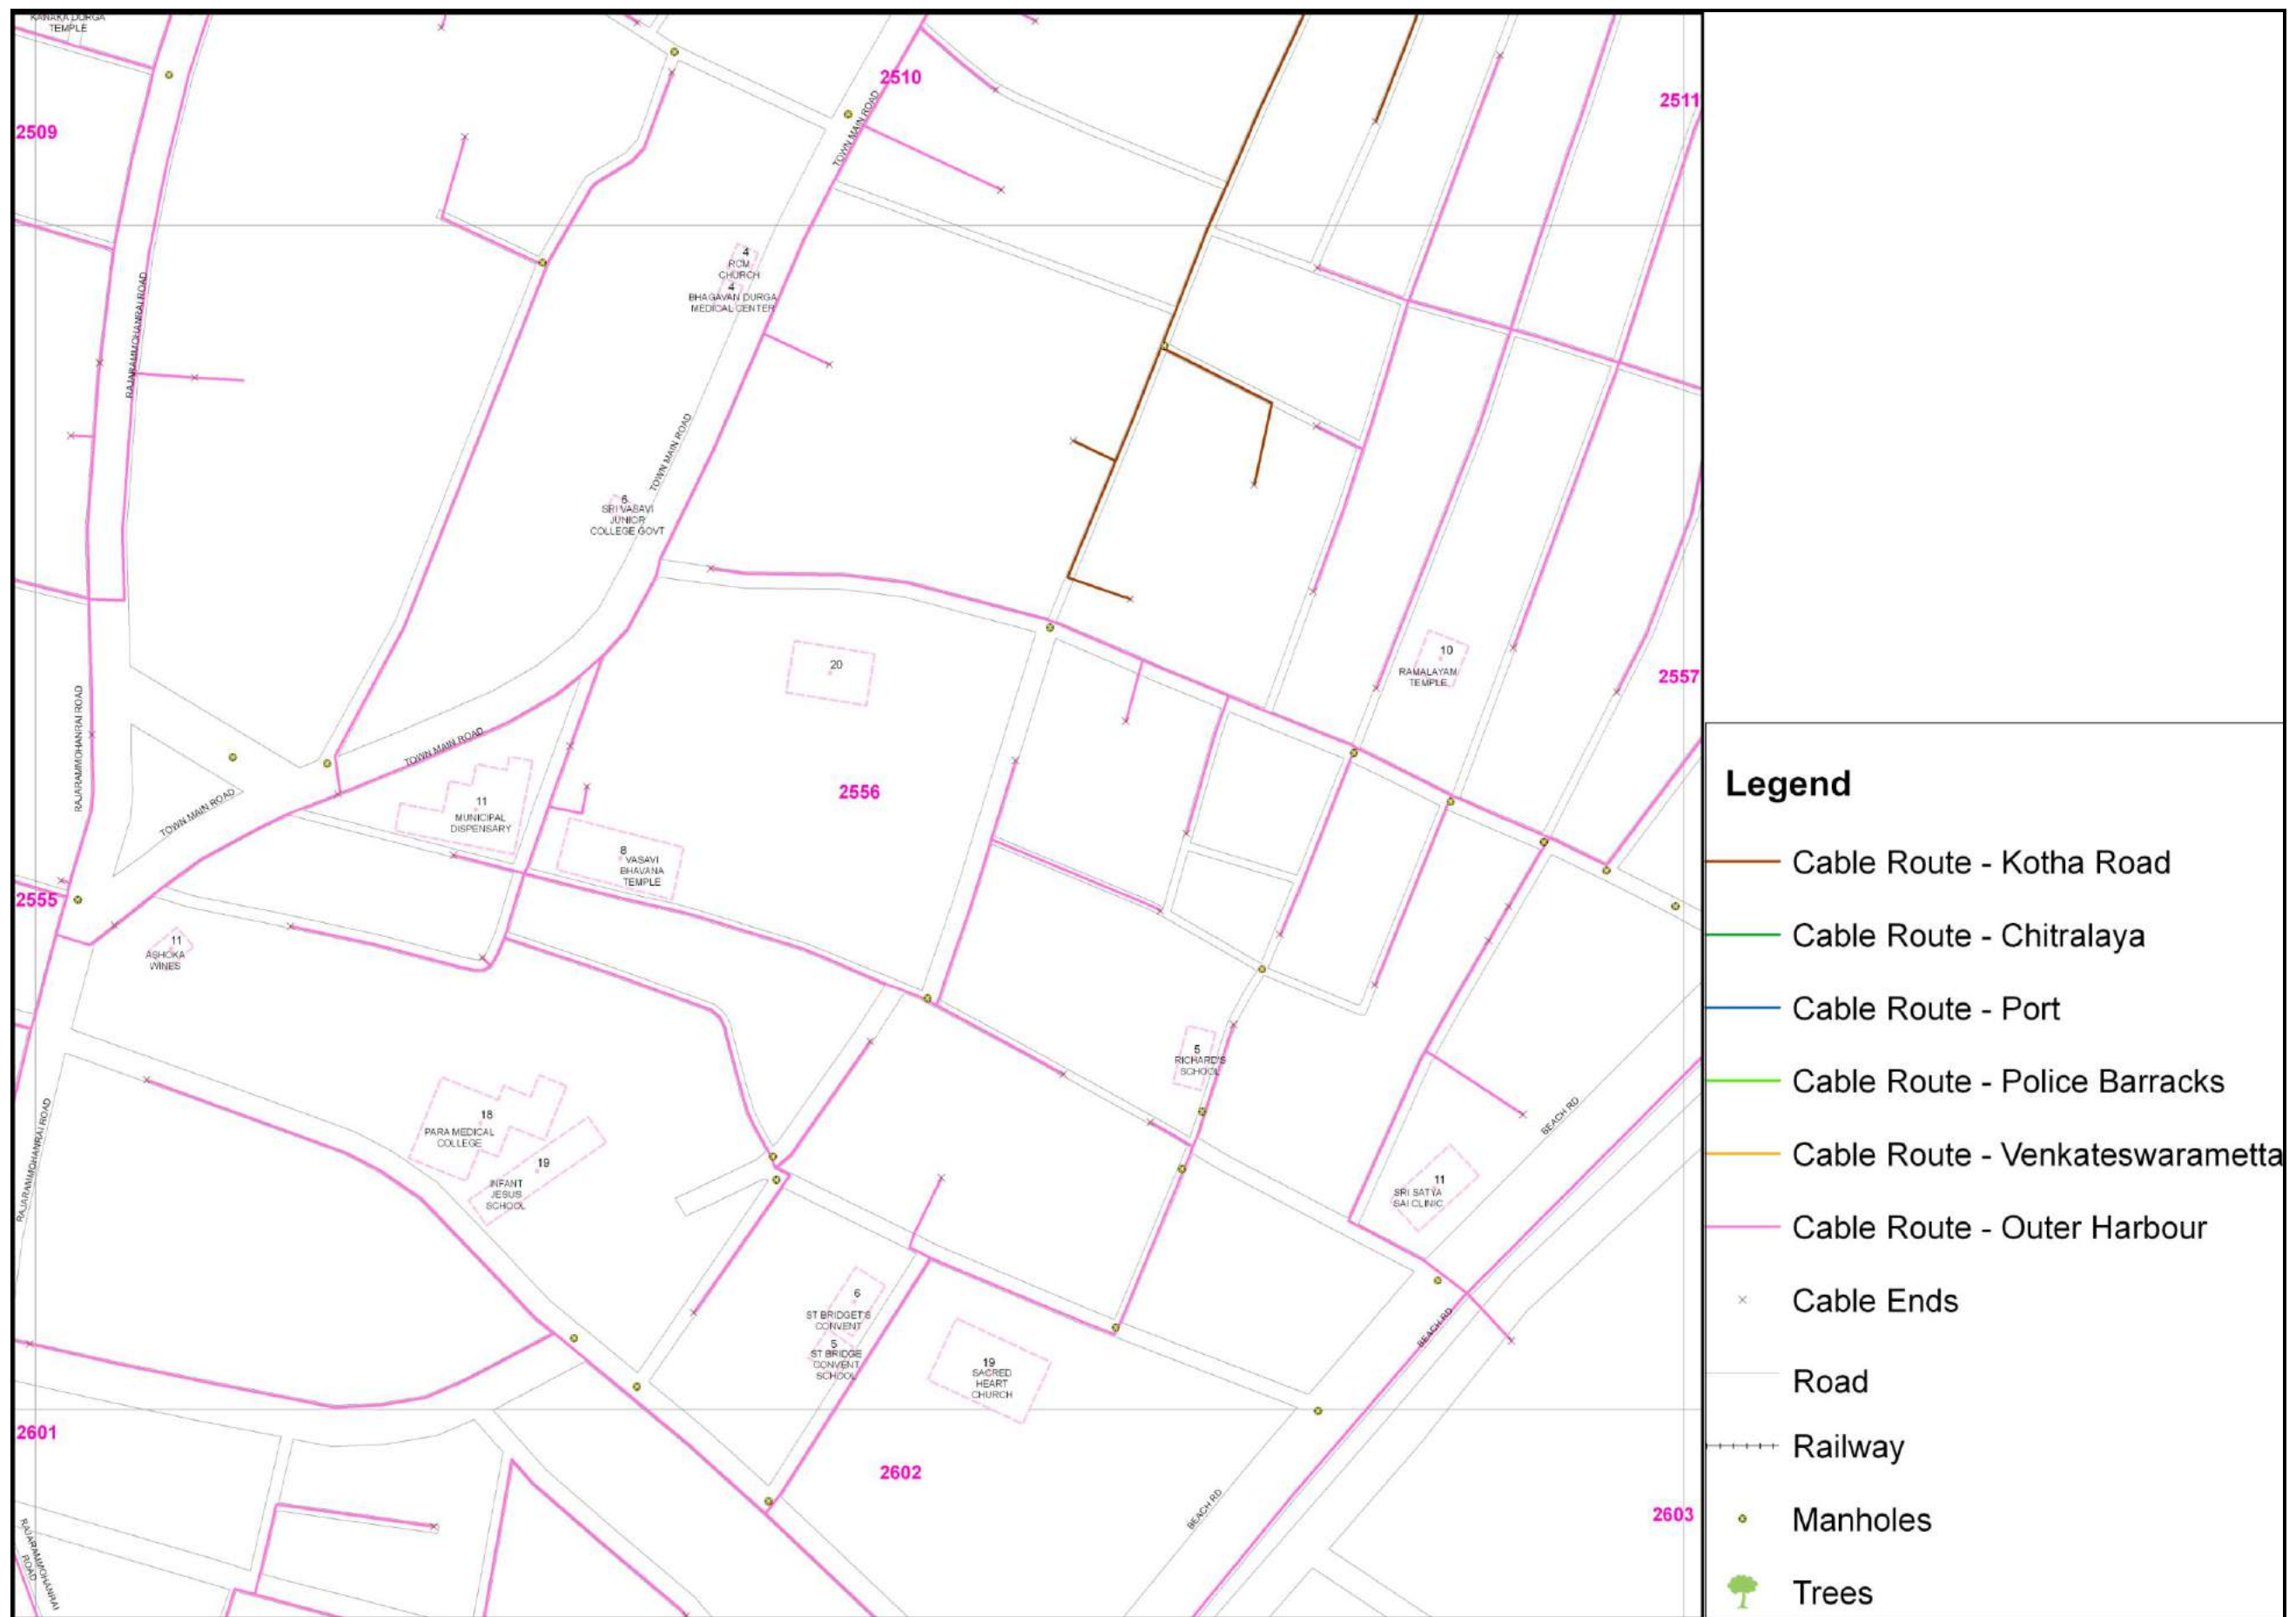 KANAKA DURGA
TEMPLE
2510
2511
2509
TOWN MAIN ROAD
4
RCM
CHURCH
4
BHAGAVAN DURGA
MEDICAL CENTER
RAJARAMMOHANRAI ROAD
TOWN MAIN ROAD
6
SRI VASAVI
JUNIOR
COLLEGE GOVT
20
10
RAMALAYAM
TEMPLE
2557
RAJARAMMOHANRAI ROAD
TOWN MAIN ROAD
TOWN MAIN ROAD
2556
11
MUNICIPAL
DISPENSARY
8
VASAVI
BHAVANA
TEMPLE
2555
11
ASHOKA
WINES
5
RICHARD'S
SCHOOL
BEACH RD
18
PARA MEDICAL
COLLEGE
19
INFANT
JESUS
SCHOOL
RAJARAMMOHANRAI ROAD
11
SRI SATYA
SAI CLINIC
6
ST BRIDGET'S
CONVENT
5
ST BRIDGE
CONVENT
SCHOOL
19
SACRED
HEART
CHURCH
BEACH RD
2601
2602
BEACH RD
2603
RAJARAMMOHANRAI
ROAD
Legend
Cable Route - Kotha Road
Cable Route - Chitralaya
Cable Route - Port
Cable Route - Police Barracks
Cable Route - Venkateswarametta
Cable Route - Outer Harbour
Cable Ends
Road
Railway
Manholes
Trees